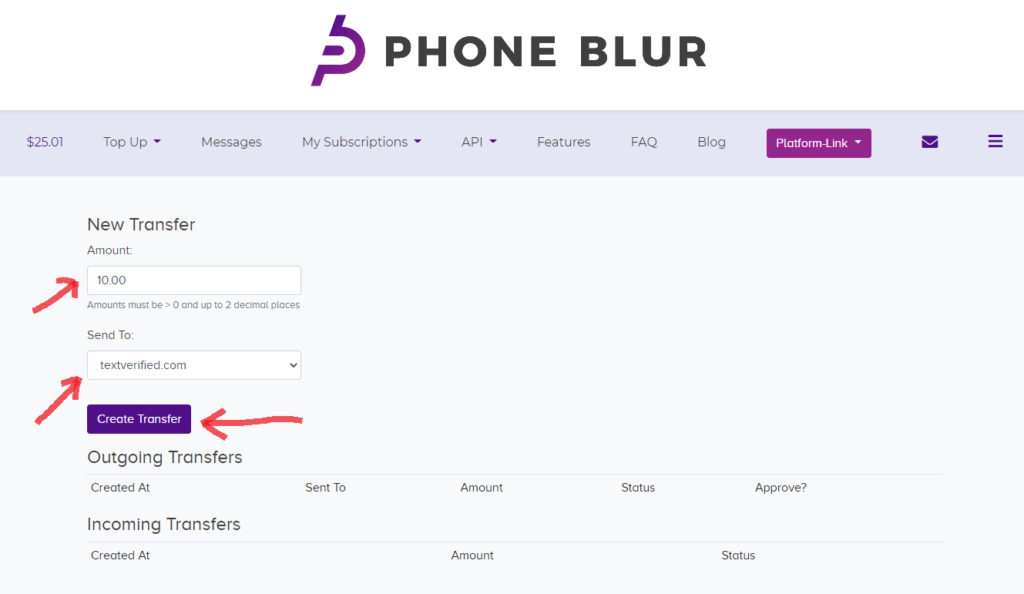 PHONE BLUR
$25.01 Top Up Messages My Subscriptions API Features FAQ Blog Platform-Link
New Transfer
Amount:
10.00
Amounts must be > 0 and up to 2 decimal places
Send To:
textverified.com
Create Transfer
Outgoing Transfers
Created At Sent To Amount Status Approve?
Incoming Transfers
Created At Amount Status